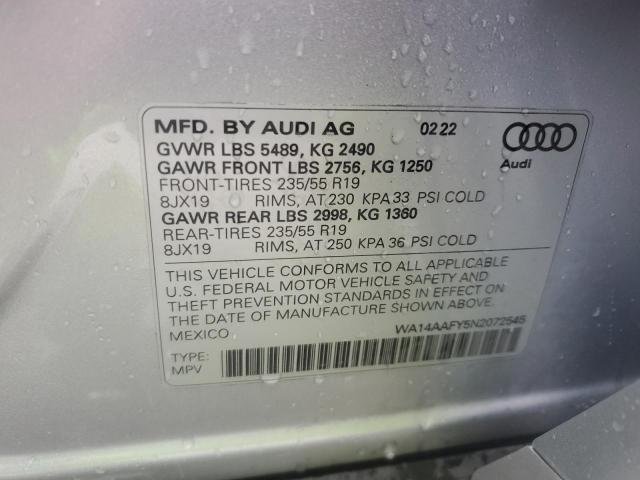 MFD. BY AUDI AG 02 22
GVWR LBS 5489, KG 2490
GAWR FRONT LBS 2756, KG 1250
FRONT-TIRES 235/55 R19
8JX19 RIMS, AT 230 KPA 33 PSI COLD
GAWR REAR LBS 2998, KG 1360
REAR-TIRES 235/55 R19
8JX19 RIMS, AT 250 KPA 36 PSI COLD
Audi
THIS VEHICLE CONFORMS TO ALL APPLICABLE
U.S. FEDERAL MOTOR VEHICLE SAFETY AND
THEFT PREVENTION STANDARDS IN EFFECT ON
THE DATE OF MANUFACTURE SHOWN ABOVE.
MEXICO
WA14AAFY5N2072545
TYPE:
MPV